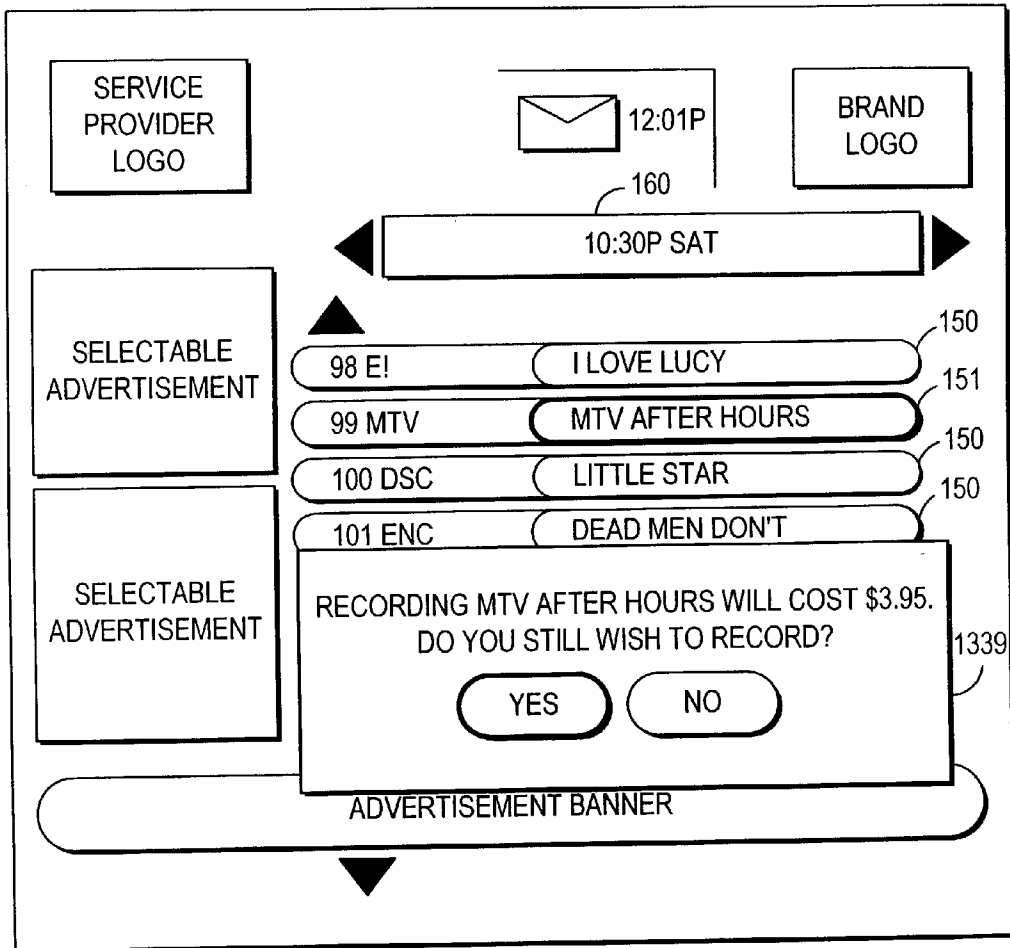 SERVICE
PROVIDER
LOGO
12:01P
BRAND
LOGO
160
10:30P SAT
SELECTABLE
ADVERTISEMENT
98 E! I LOVE LUCY 150
99 MTV MTV AFTER HOURS 151
100 DSC LITTLE STAR 150
101 ENC DEAD MEN DON'T 150
SELECTABLE
ADVERTISEMENT
RECORDING MTV AFTER HOURS WILL COST $3.95.
DO YOU STILL WISH TO RECORD?
YES NO
1339
ADVERTISEMENT BANNER